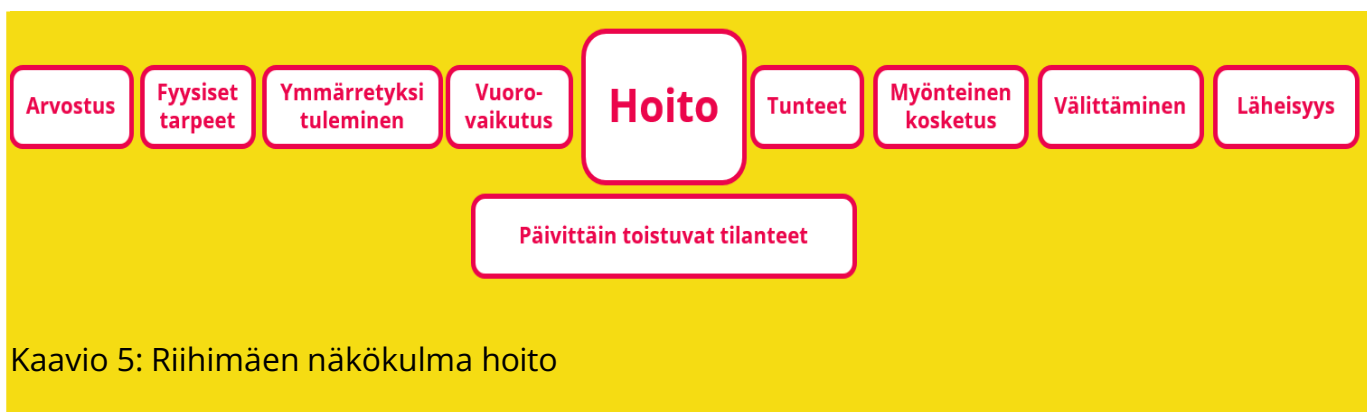 Arvostus
Fyysiset
tarpeet
Ymmärretyksi
tuleminen
Vuoro-
vaikutus
Hoito
Tunteet
Myönteinen
kosketus
Välittäminen
Läheisyys
Päivittäin toistuvat tilanteet
Kaavio 5: Riihimäen näkökulma hoito